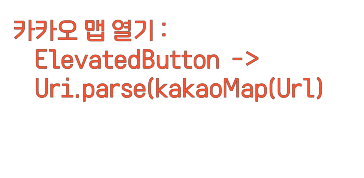 카카오 맵 열기 :
ElevatedButton ->
Uri.parse(kakaoMap(Url)